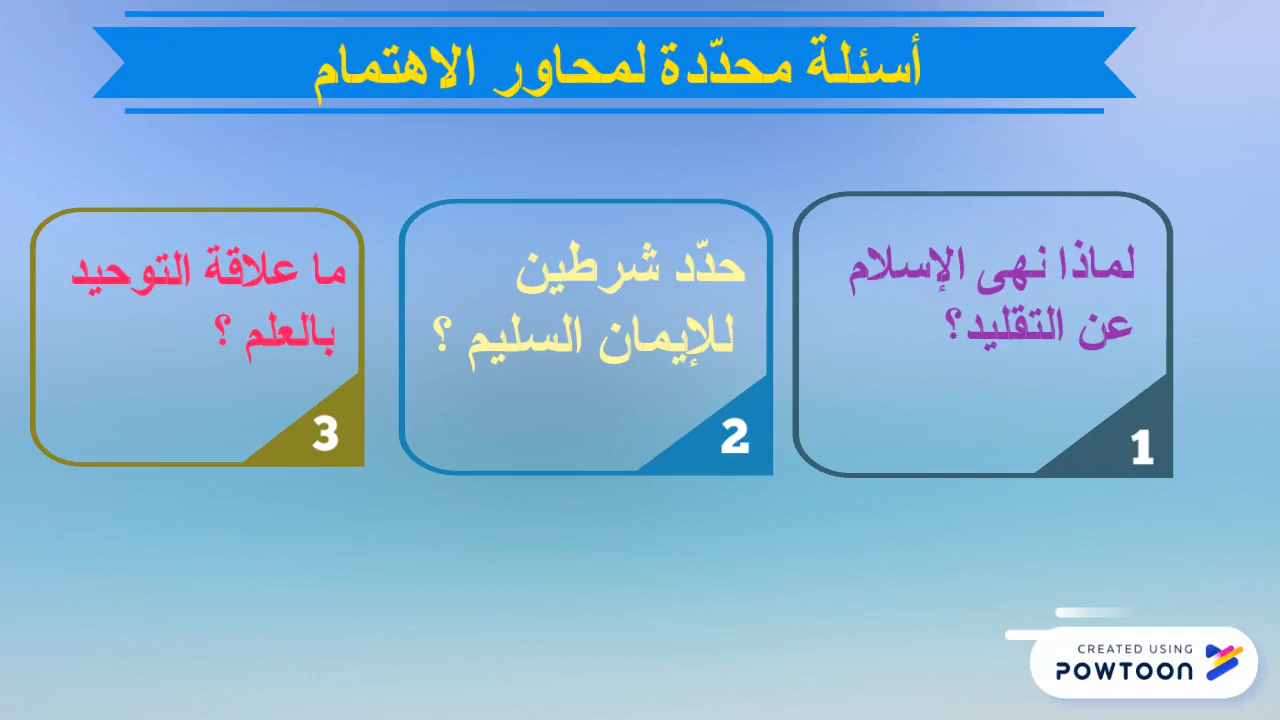 أسئلة محدّدة لمحاور الاهتمام
لماذا نهى الإسلام
عن التقليد؟
1
حدّد شرطين
للإيمان السليم ؟
2
ما علاقة التوحيد
بالعلم ؟
3
CREATED USING
POWTOON